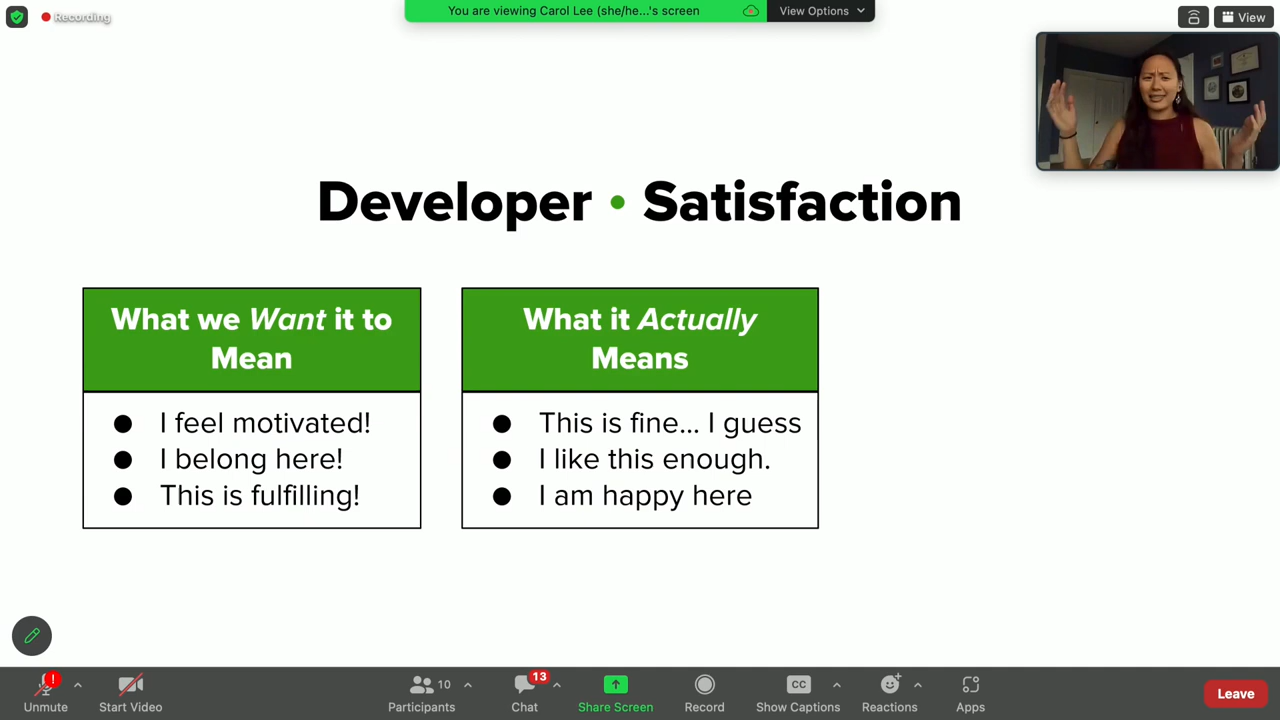 Recording
You are viewing Carol Lee (she/he...'s screen
View Options
View
Developer • Satisfaction
What we Want it to
Mean
● I feel motivated!
● I belong here!
● This is fulfilling!
What it Actually
Means
● This is fine... I guess
● I like this enough.
● I am happy here
Unmute
Start Video
10
Participants
13
Chat
Share Screen
Record
CC
Show Captions
Reactions
Apps
Leave